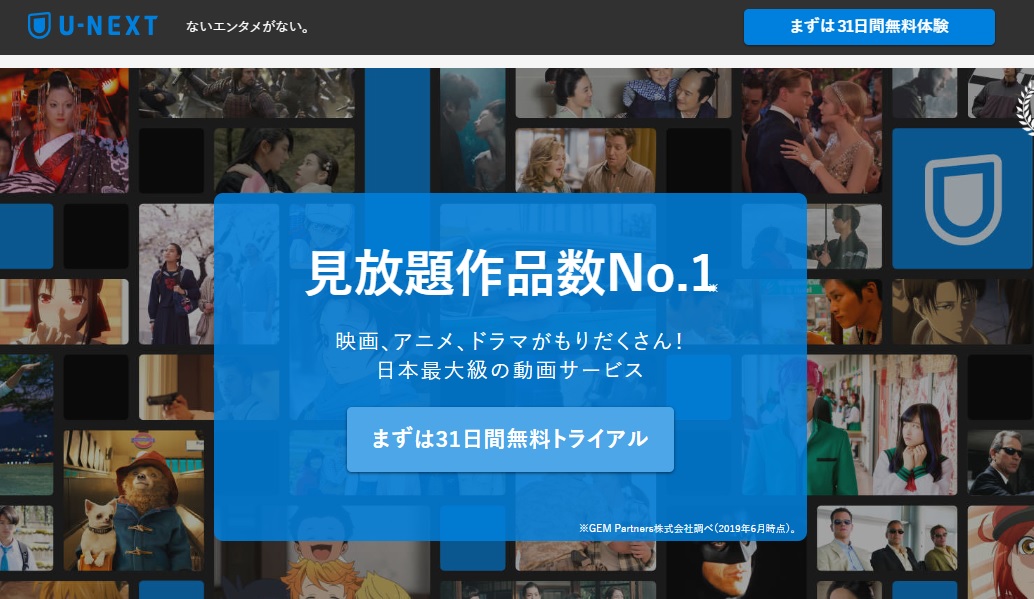 U-NEXT
ないエンタメがない。
まずは31日間無料体験
見放題作品数No.1※
映画、アニメ、ドラマがもりだくさん！
日本最大級の動画サービス
まずは31日間無料トライアル
※GEM Partners株式会社調べ（2019年6月時点）。